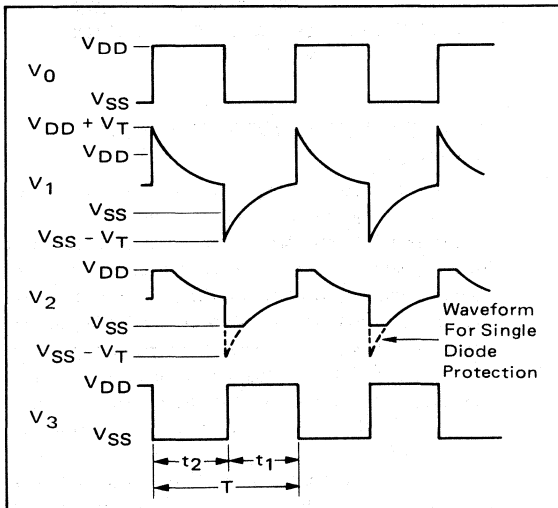 VDD
V0
VSS
VDD + VT
VDD
V1
VSS
VSS − VT
VDD
V2
VSS
VSS − VT
Waveform
For Single
Diode
Protection
VDD
V3
VSS
t2
t1
T